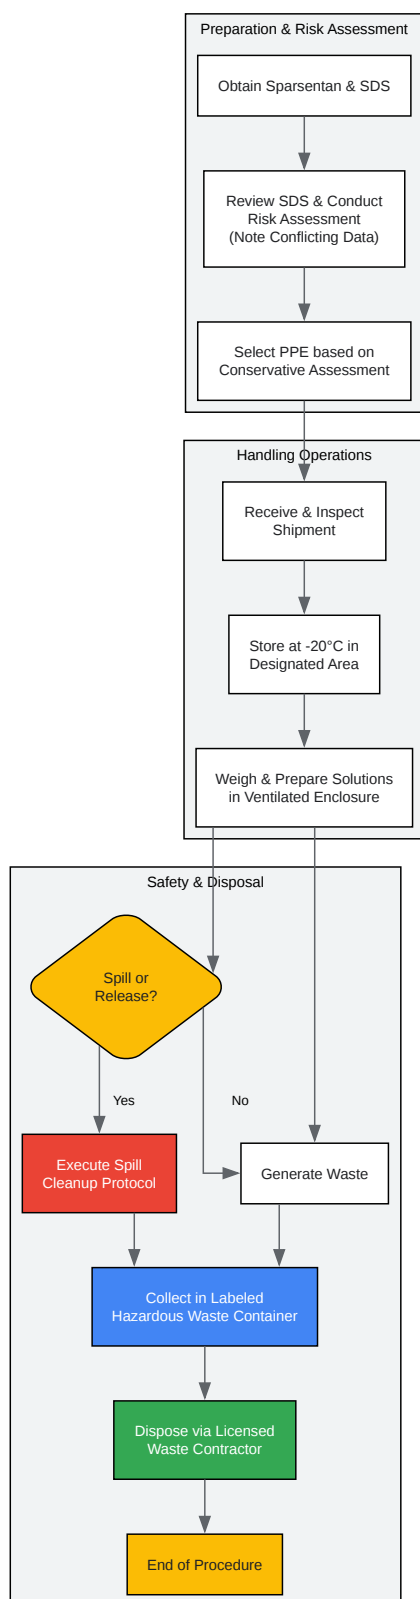 Preparation & Risk Assessment
Obtain Sparsentan & SDS
Review SDS & Conduct
Risk Assessment
(Note Conflicting Data)
Select PPE based on
Conservative Assessment
Handling Operations
Receive & Inspect
Shipment
Store at -20°C in
Designated Area
Weigh & Prepare Solutions
in Ventilated Enclosure
Safety & Disposal
Spill or
Release?
Yes
No
Execute Spill
Cleanup Protocol
Generate Waste
Collect in Labeled
Hazardous Waste Container
Dispose via Licensed
Waste Contractor
End of Procedure